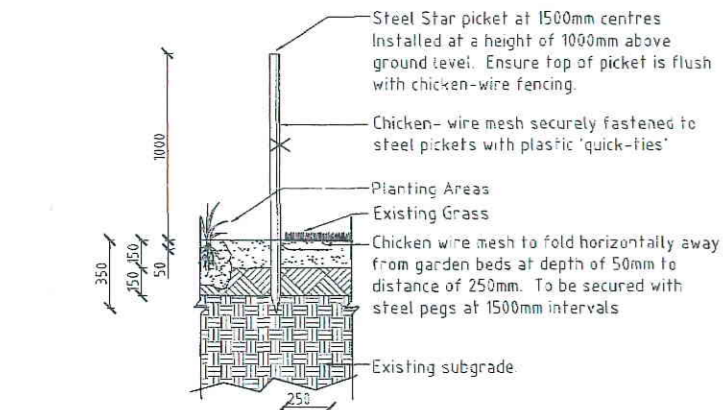 Steel Star picket at 1500mm centres
Installed at a height of 1000mm above
ground level. Ensure top of picket is flush
with chicken-wire fencing.
Chicken- wire mesh securely fastened to
steel pickets with plastic 'quick-ties'
Planting Areas
Existing Grass
Chicken wire mesh to fold horizontally away
from garden beds at depth of 50mm to
distance of 250mm. To be secured with
steel pegs at 1500mm intervals
Existing subgrade
1000
350
150
150
50
250